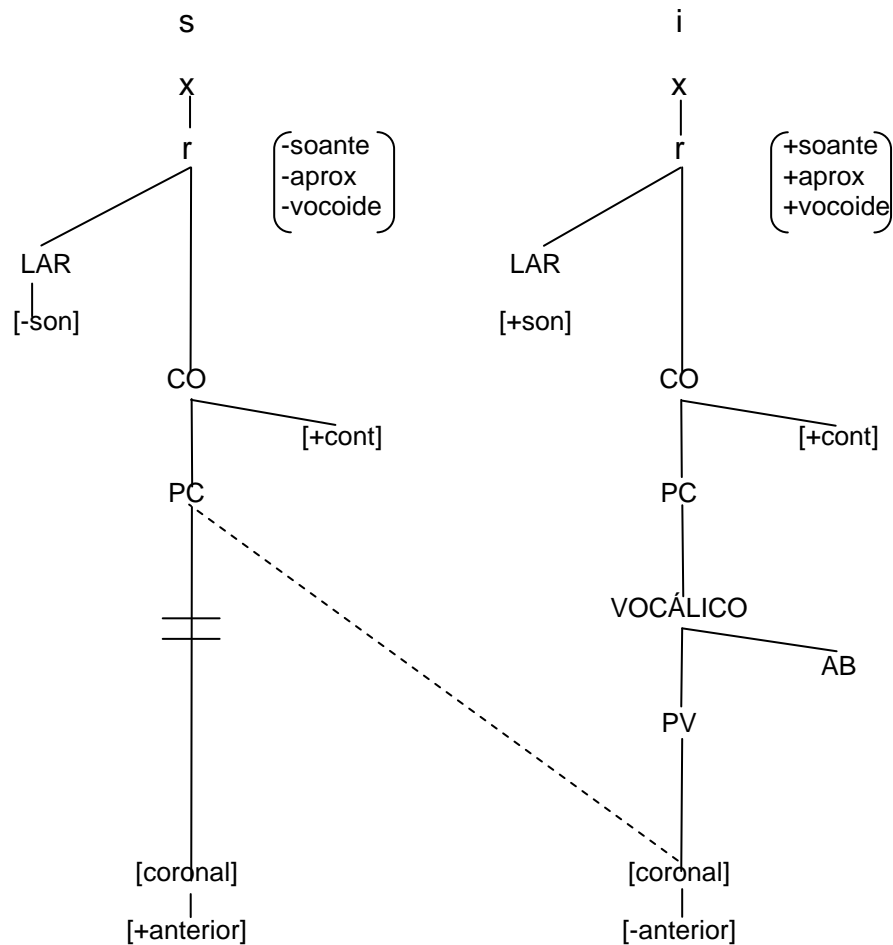 s i
x x
r -soante +soante
-aprox +aprox
-vocoide +vocoide
LAR LAR
[-son] [+son]
CO CO
[+cont] [+cont]
PC PC
VOCÁLICO
AB
PV
[coronal] [coronal]
[+anterior] [-anterior]